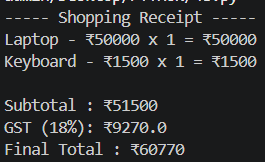 ----- Shopping Receipt -----
Laptop - ₹50000 x 1 = ₹50000
Keyboard - ₹1500 x 1 = ₹1500

Subtotal : ₹51500
GST (18%): ₹9270.0
Final Total : ₹60770